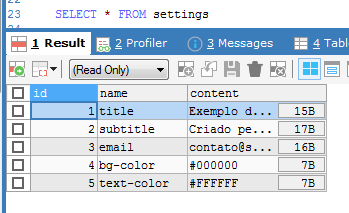 22
23 SELECT * FROM settings
24
1 Result 2 Profiler 3 Messages 4 Tabl
(Read Only)
id name content
1 title Exemplo d... 15B
2 subtitle Criado pe... 17B
3 email contato@s... 16B
4 bg-color #000000 7B
5 text-color #FFFFFF 7B